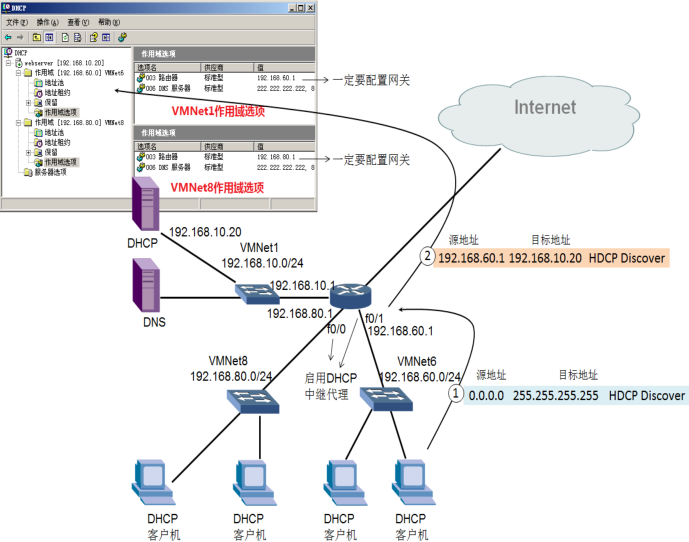 DHCP
文件(F) 操作(A) 查看(V) 帮助(H)
DHCP
webserver [192.168.10.20]
作用域 [192.168.60.0] VMNet6
地址池
地址租约
保留
作用域选项
作用域 [192.168.80.0] VMNet8
地址池
地址租约
保留
作用域选项
服务器选项
作用域选项
选项名 供应商 值
003 路由器 标准型 192.168.60.1
006 DNS 服务器 标准型 222.222.222.222, 8
一定要配置网关
VMNet1作用域选项
作用域选项
选项名 供应商 值
003 路由器 标准型 192.168.80.1
006 DNS 服务器 标准型 222.222.222.222, 8
一定要配置网关
VMNet8作用域选项
Internet
192.168.10.20
DHCP
VMNet1
192.168.10.0/24
源地址 目标地址
2 192.168.60.1 192.168.10.20 HDCP Discover
192.168.10.1
DNS
192.168.80.1
f0/0
f0/1
192.168.60.1
VMNet8
192.168.80.0/24
启用DHCP
中继代理
VMNet6
192.168.60.0/24
源地址 目标地址
1 0.0.0.0 255.255.255.255 HDCP Discover
DHCP
客户机
DHCP
客户机
DHCP
客户机
DHCP
客户机